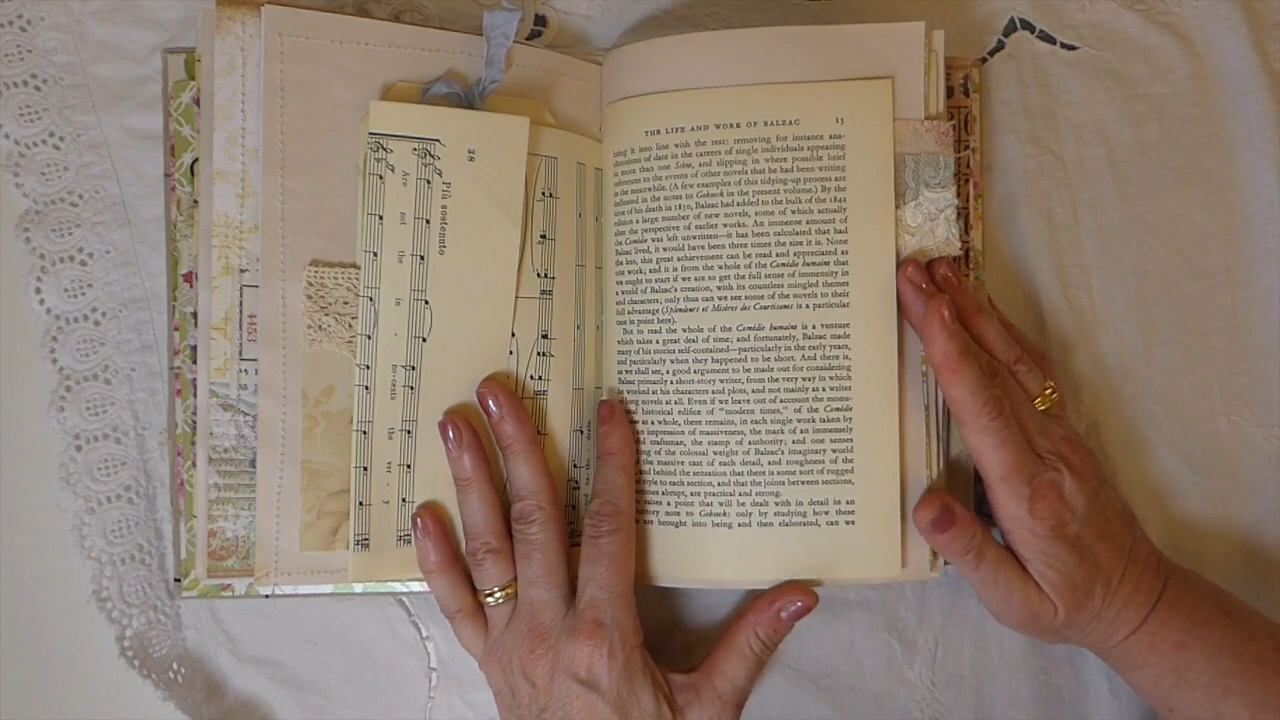 38
Più sostenuto
Are not the in - no-cents the ver - y
4453
THE LIFE AND WORK OF BALZAC 15
bring it into line with the rest: removing for instance ana-
chronisms of date in the careers of single individuals appearing
in more than one Scène, and slipping in where possible brief
references to the events of other novels that he had been writing
in the meanwhile. (A few examples of this tidying-up process are
indicated in the notes to Gobseck in the present volume.) By the
time of his death in 1850, Balzac had added to the bulk of the 1842
edition a large number of new novels, some of which actually
alter the perspective of earlier works. An immense amount of
the Comédie was left unwritten—it has been calculated that had
Balzac lived, it would have been three times the size it is. None
the less, this great achievement can be read and appreciated as
one work; and it is from the whole of the Comédie humaine that
we ought to start if we are to get the full sense of immensity in
a world of Balzac's creation, with its countless mingled themes
and characters; only thus can we see some of the novels to their
full advantage (Splendeurs et Misères des Courtisanes is a particular
case in point here).
But to read the whole of the Comédie humaine is a venture
which takes a great deal of time; and fortunately, Balzac made
many of his stories self-contained—particularly in the early years,
and particularly when they happened to be short. And there is,
as we shall see, a good argument to be made out for considering
Balzac primarily a short-story writer, from the very way in which
he worked at his characters and plots, and not mainly as a writer
of long novels at all. Even if we leave out of account the monu-
historical edifice of "modern times," of the Comédie
as a whole, there remains, in each single work taken by
an impression of massiveness, the mark of an immensely
craftsman, the stamp of authority; and one senses
of the colossal weight of Balzac's imaginary world
the massive cast of each detail, and roughness of the
and behind the sensation that there is some sort of rugged
style to each section, and that the joints between sections,
abrupt, are practical and strong.
raises a point that will be dealt with in detail in an
note to Gobseck: only by studying how these
are brought into being and then elaborated, can we